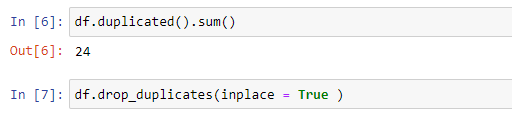 In [6]: df.duplicated().sum()
Out[6]: 24
In [7]: df.drop_duplicates(inplace = True )